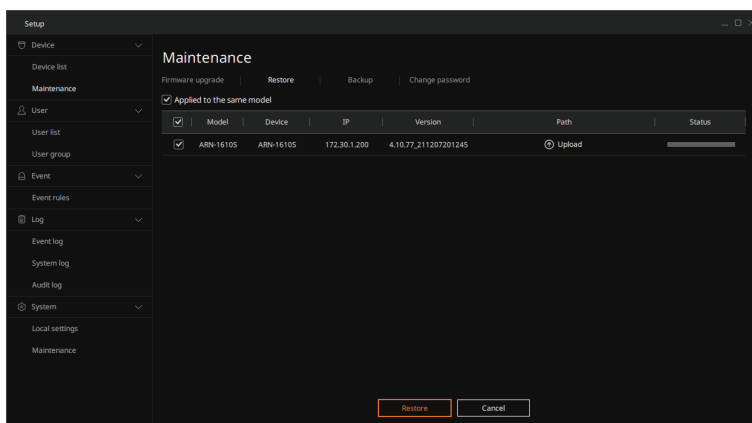 Setup
Device
Device list
Maintenance
User
User list
User group
Event
Event rules
Log
Event log
System log
Audit log
System
Local settings
Maintenance
Maintenance
Firmware upgrade Restore Backup Change password
Applied to the same model
Model Device IP Version Path Status
ARN-1610S ARN-1610S 172.30.1.200 4.10.77_211207201245 Upload
Restore Cancel